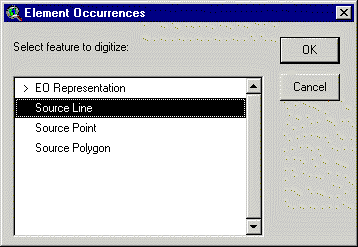 Element Occurrences
Select feature to digitize:
OK
> EO Representation
Source Line
Cancel
Source Point
Source Polygon